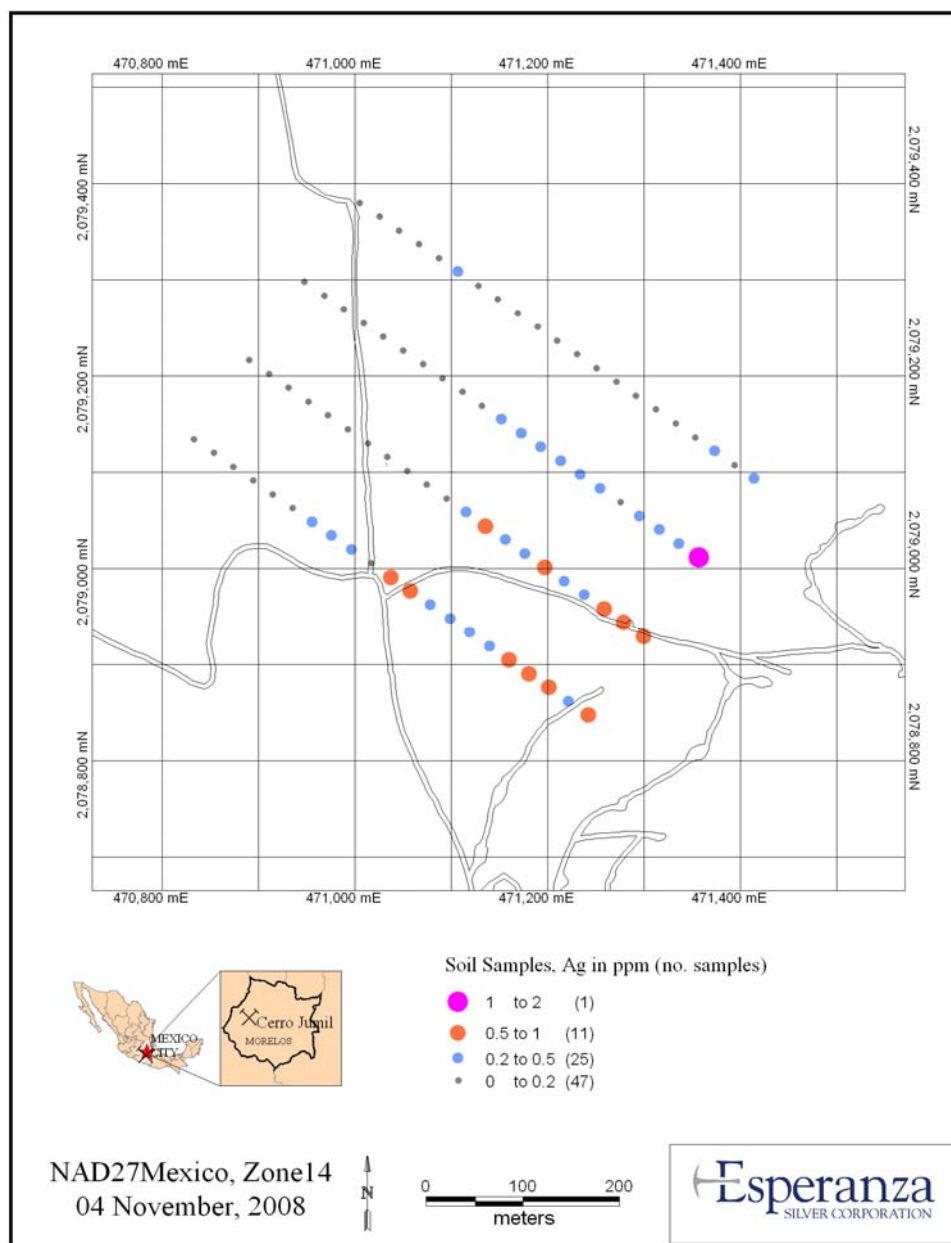 470,800 mE 471,000 mE 471,200 mE 471,400 mE
2,079,400 mN 2,079,400 mN
2,079,200 mN 2,079,200 mN
2,079,000 mN 2,079,000 mN
2,078,800 mN 2,078,800 mN
470,800 mE 471,000 mE 471,200 mE 471,400 mE
Soil Samples, Ag in ppm (no. samples)
1 to 2 (1)
0.5 to 1 (11)
0.2 to 0.5 (25)
0 to 0.2 (47)
MEXICO
CITY
Cerro Jumil
MORELOS
NAD27Mexico, Zone14
04 November, 2008
N
0 100 200
meters
Esperanza
SILVER CORPORATION